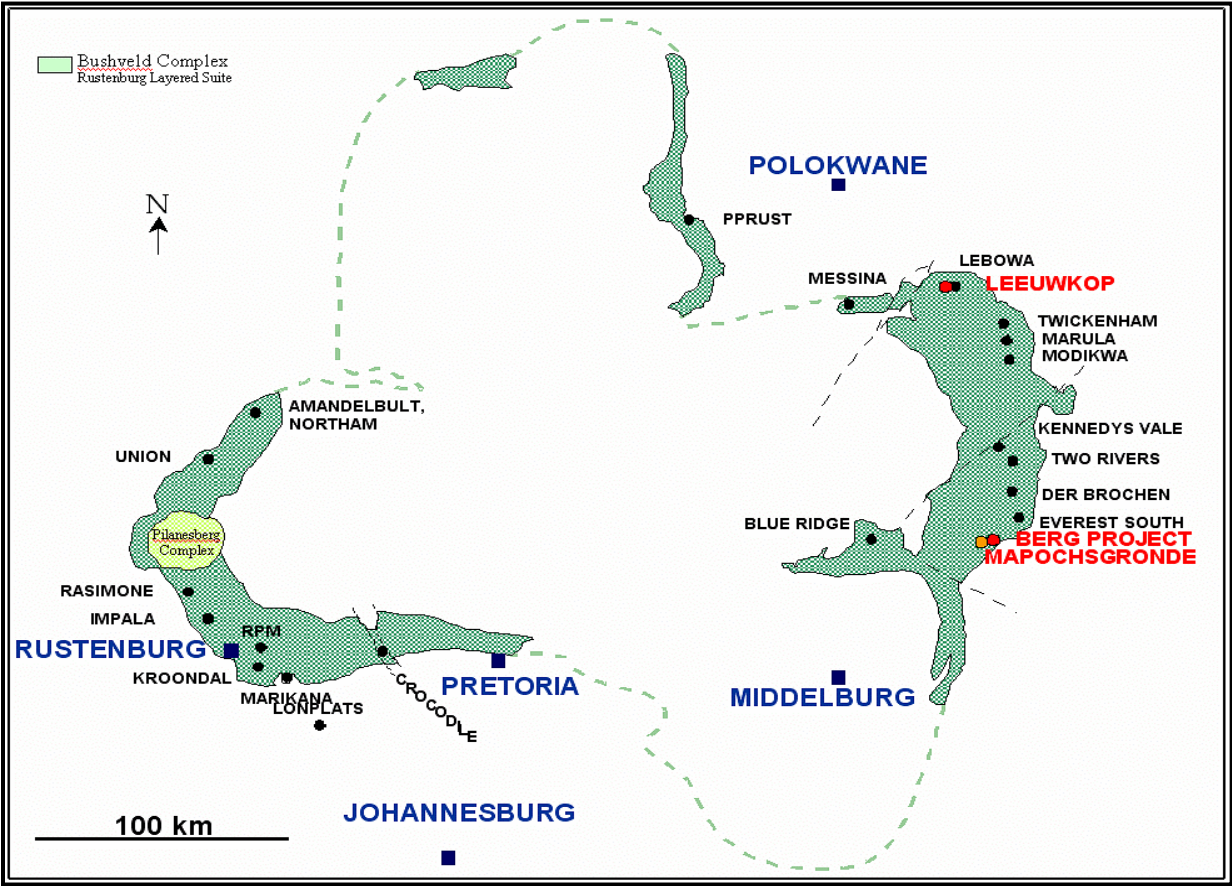 Bushveld Complex
Rustenburg Layered Suite
N
POLOKWANE
PPRUST
LEBOWA
MESSINA
LEEUWKOP
TWICKENHAM
MARULA
MODIKWA
AMANDELBULT,
NORTHAM
KENNEDYS VALE
UNION
TWO RIVERS
DER BROCHEN
BLUE RIDGE
EVEREST SOUTH
Pilanesberg
Complex
BERG PROJECT
MAPOCHSGRONDE
RASIMONE
IMPALA
RPM
RUSTENBURG
KROONDAL
PRETORIA
MARIKANA
LONPLATS
CROCODILE
MIDDELBURG
JOHANNESBURG
100 km